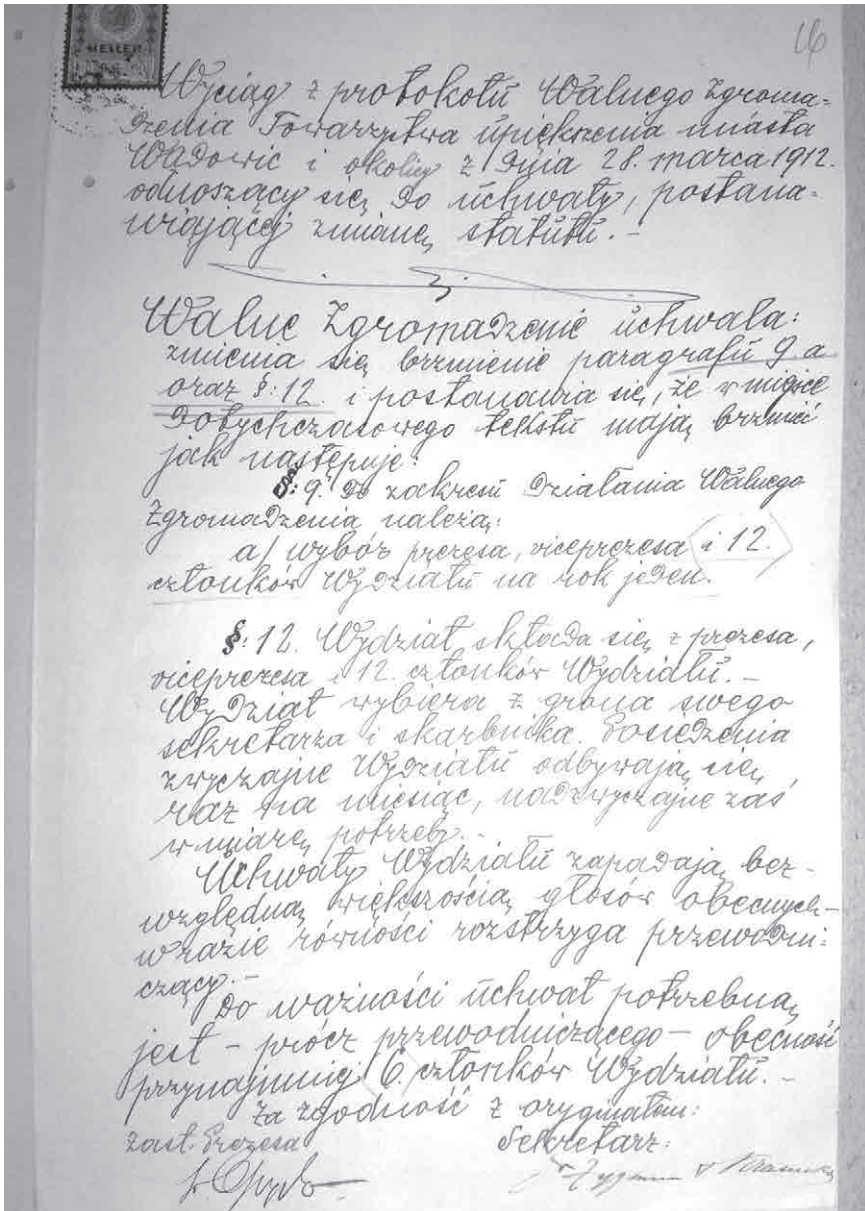 16
HELLER
Wyciąg z protokołu Walnego Zgroma=
dzenia Towarzystwa upiększenia miasta
Wadowic i okolicy z dnia 28. marca 1912.
odnoszący się do uchwały, postana-
wiającej zmianę statutu. -
Walne Zgromadzenie uchwala:
zmienia się brzmienie paragrafu 9. a
oraz §: 12. i postanawia się, że w miejsce
dotychczasowego tekstu mają brzmieć
jak następuje:
§: 9. Do zakresu działania Walnego
Zgromadzenia należą:
a/ wybór prezesa, viceprezesa i 12.
członków Wydziału na rok jeden.
§: 12. Wydział składa się z prezesa,
viceprezesa i 12. członków Wydziału. -
Wydział wybiera z grona swego
sekretarza i skarbnika. Posiedzenia
zwyczajne Wydziału odbywają się
raz na miesiąc, nadzwyczajne zaś
w miarę potrzeby. -
Uchwały Wydziału zapadają bez-
względną większością głosów obecnych -
w razie równości rozstrzyga przewodni=
czący. -
Do ważności uchwał potrzebną
jest - prócz przewodniczącego - obecność
przynajmniej 6. członków Wydziału. -
Za zgodność z oryginałem:
Zast. Prezesa
Sekretarz: